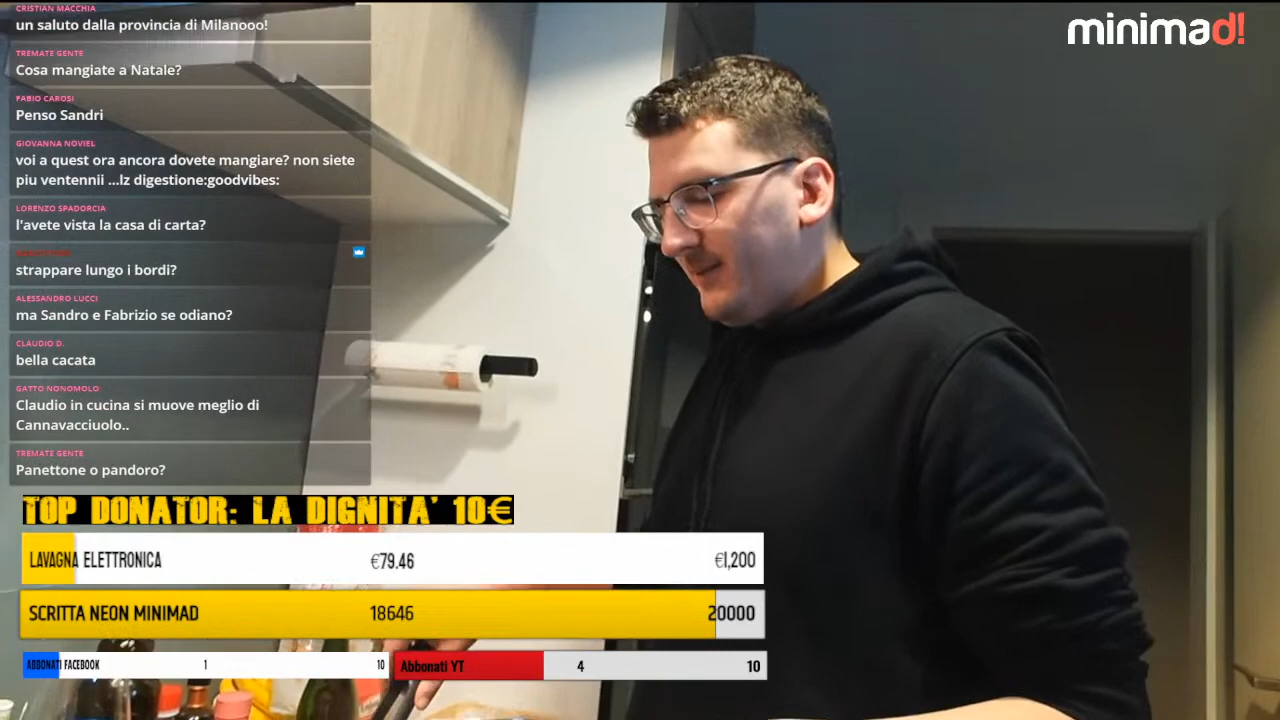 CRISTIAN MACCHIA
un saluto dalla provincia di Milanooo!
minimad!
TREMATE GENTE
Cosa mangiate a Natale?
FABIO CAROSI
Penso Sandri
GIOVANNA NOVIEL
voi a quest ora ancora dovete mangiare? non siete
piu ventennii ...lz digestione:goodvibes:
LORENZO SPADORCIA
l'avete vista la casa di carta?
strappare lungo i bordi?
ALESSANDRO LUCCI
ma Sandro e Fabrizio se odiano?
CLAUDIO D.
bella cacata
GATTO NONOMOLO
Claudio in cucina si muove meglio di
Cannavacciuolo..
TREMATE GENTE
Panettone o pandoro?
TOP DONATOR: LA DIGNITA' 10€
LAVAGNA ELETTRONICA €79.46 €1,200
SCRITTA NEON MINIMAD 18646 20000
ABBONATI FACEBOOK 1 10
Abbonati YT 4 10